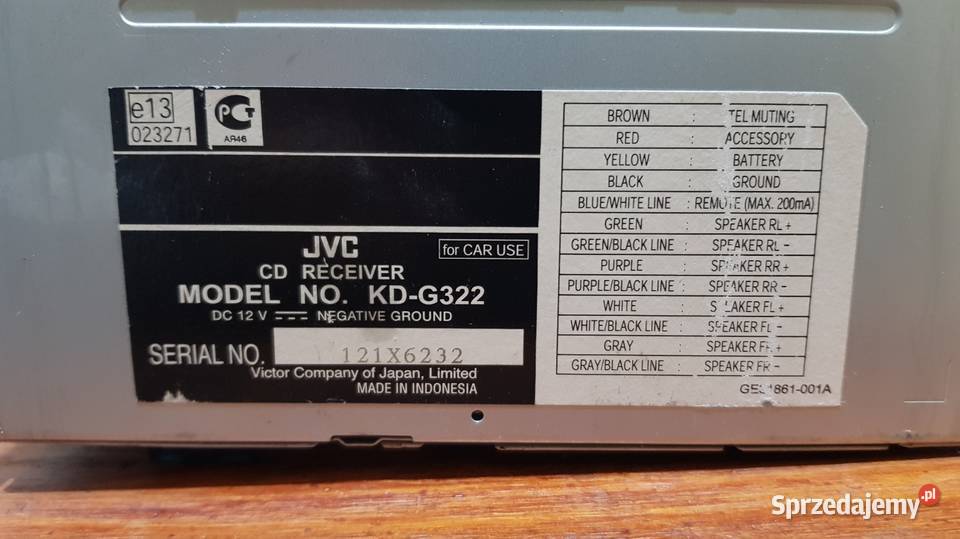 e13
023271
РСТ
АЯ46
JVC
for CAR USE
CD RECEIVER
MODEL NO. KD-G322
DC 12 V NEGATIVE GROUND
SERIAL NO. 121X6232
Victor Company of Japan, Limited
MADE IN INDONESIA
BROWN : TEL MUTING
RED : ACCESSORY
YELLOW : BATTERY
BLACK : GROUND
BLUE/WHITE LINE : REMOTE (MAX. 200mA)
GREEN : SPEAKER RL +
GREEN/BLACK LINE : SPEAKER RL -
PURPLE : SPEAKER RR +
PURPLE/BLACK LINE : SPEAKER RR -
WHITE : SPEAKER FL +
WHITE/BLACK LINE : SPEAKER FL -
GRAY : SPEAKER FR +
GRAY/BLACK LINE : SPEAKER FR -
Sprzedajemy.pl